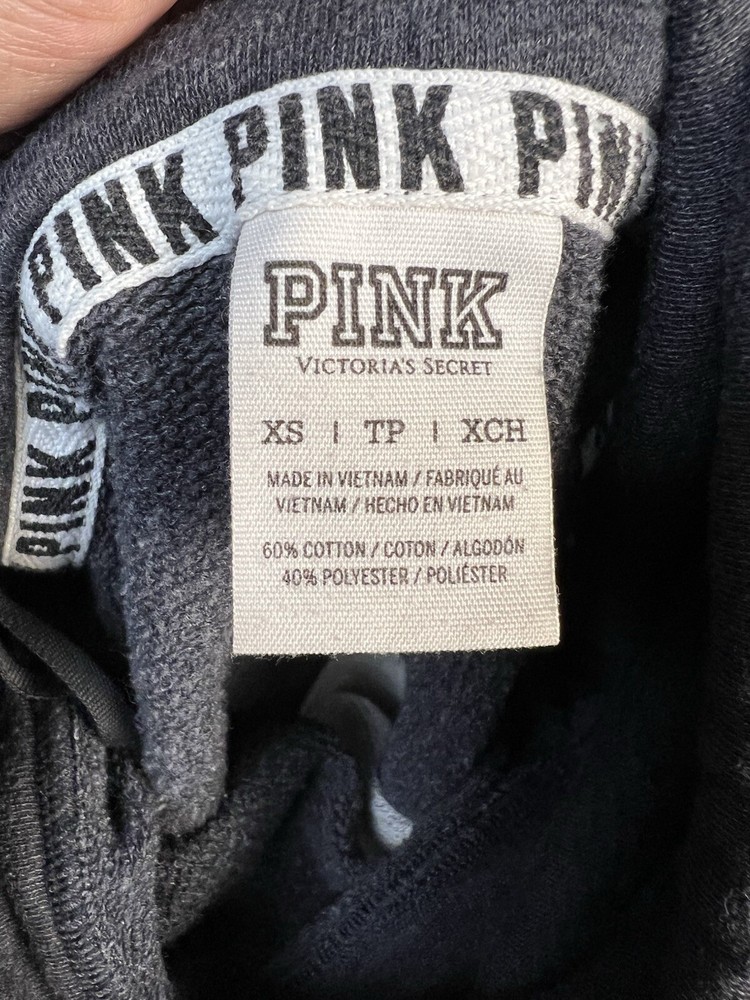 PINK PINK PINK PINK PIN
PINK
VICTORIA'S SECRET
XS | TP | XCH
MADE IN VIETNAM / FABRIQUÉ AU
VIETNAM / HECHO EN VIETNAM
60% COTTON / COTON / ALGODÓN
40% POLYESTER / POLIÉSTER